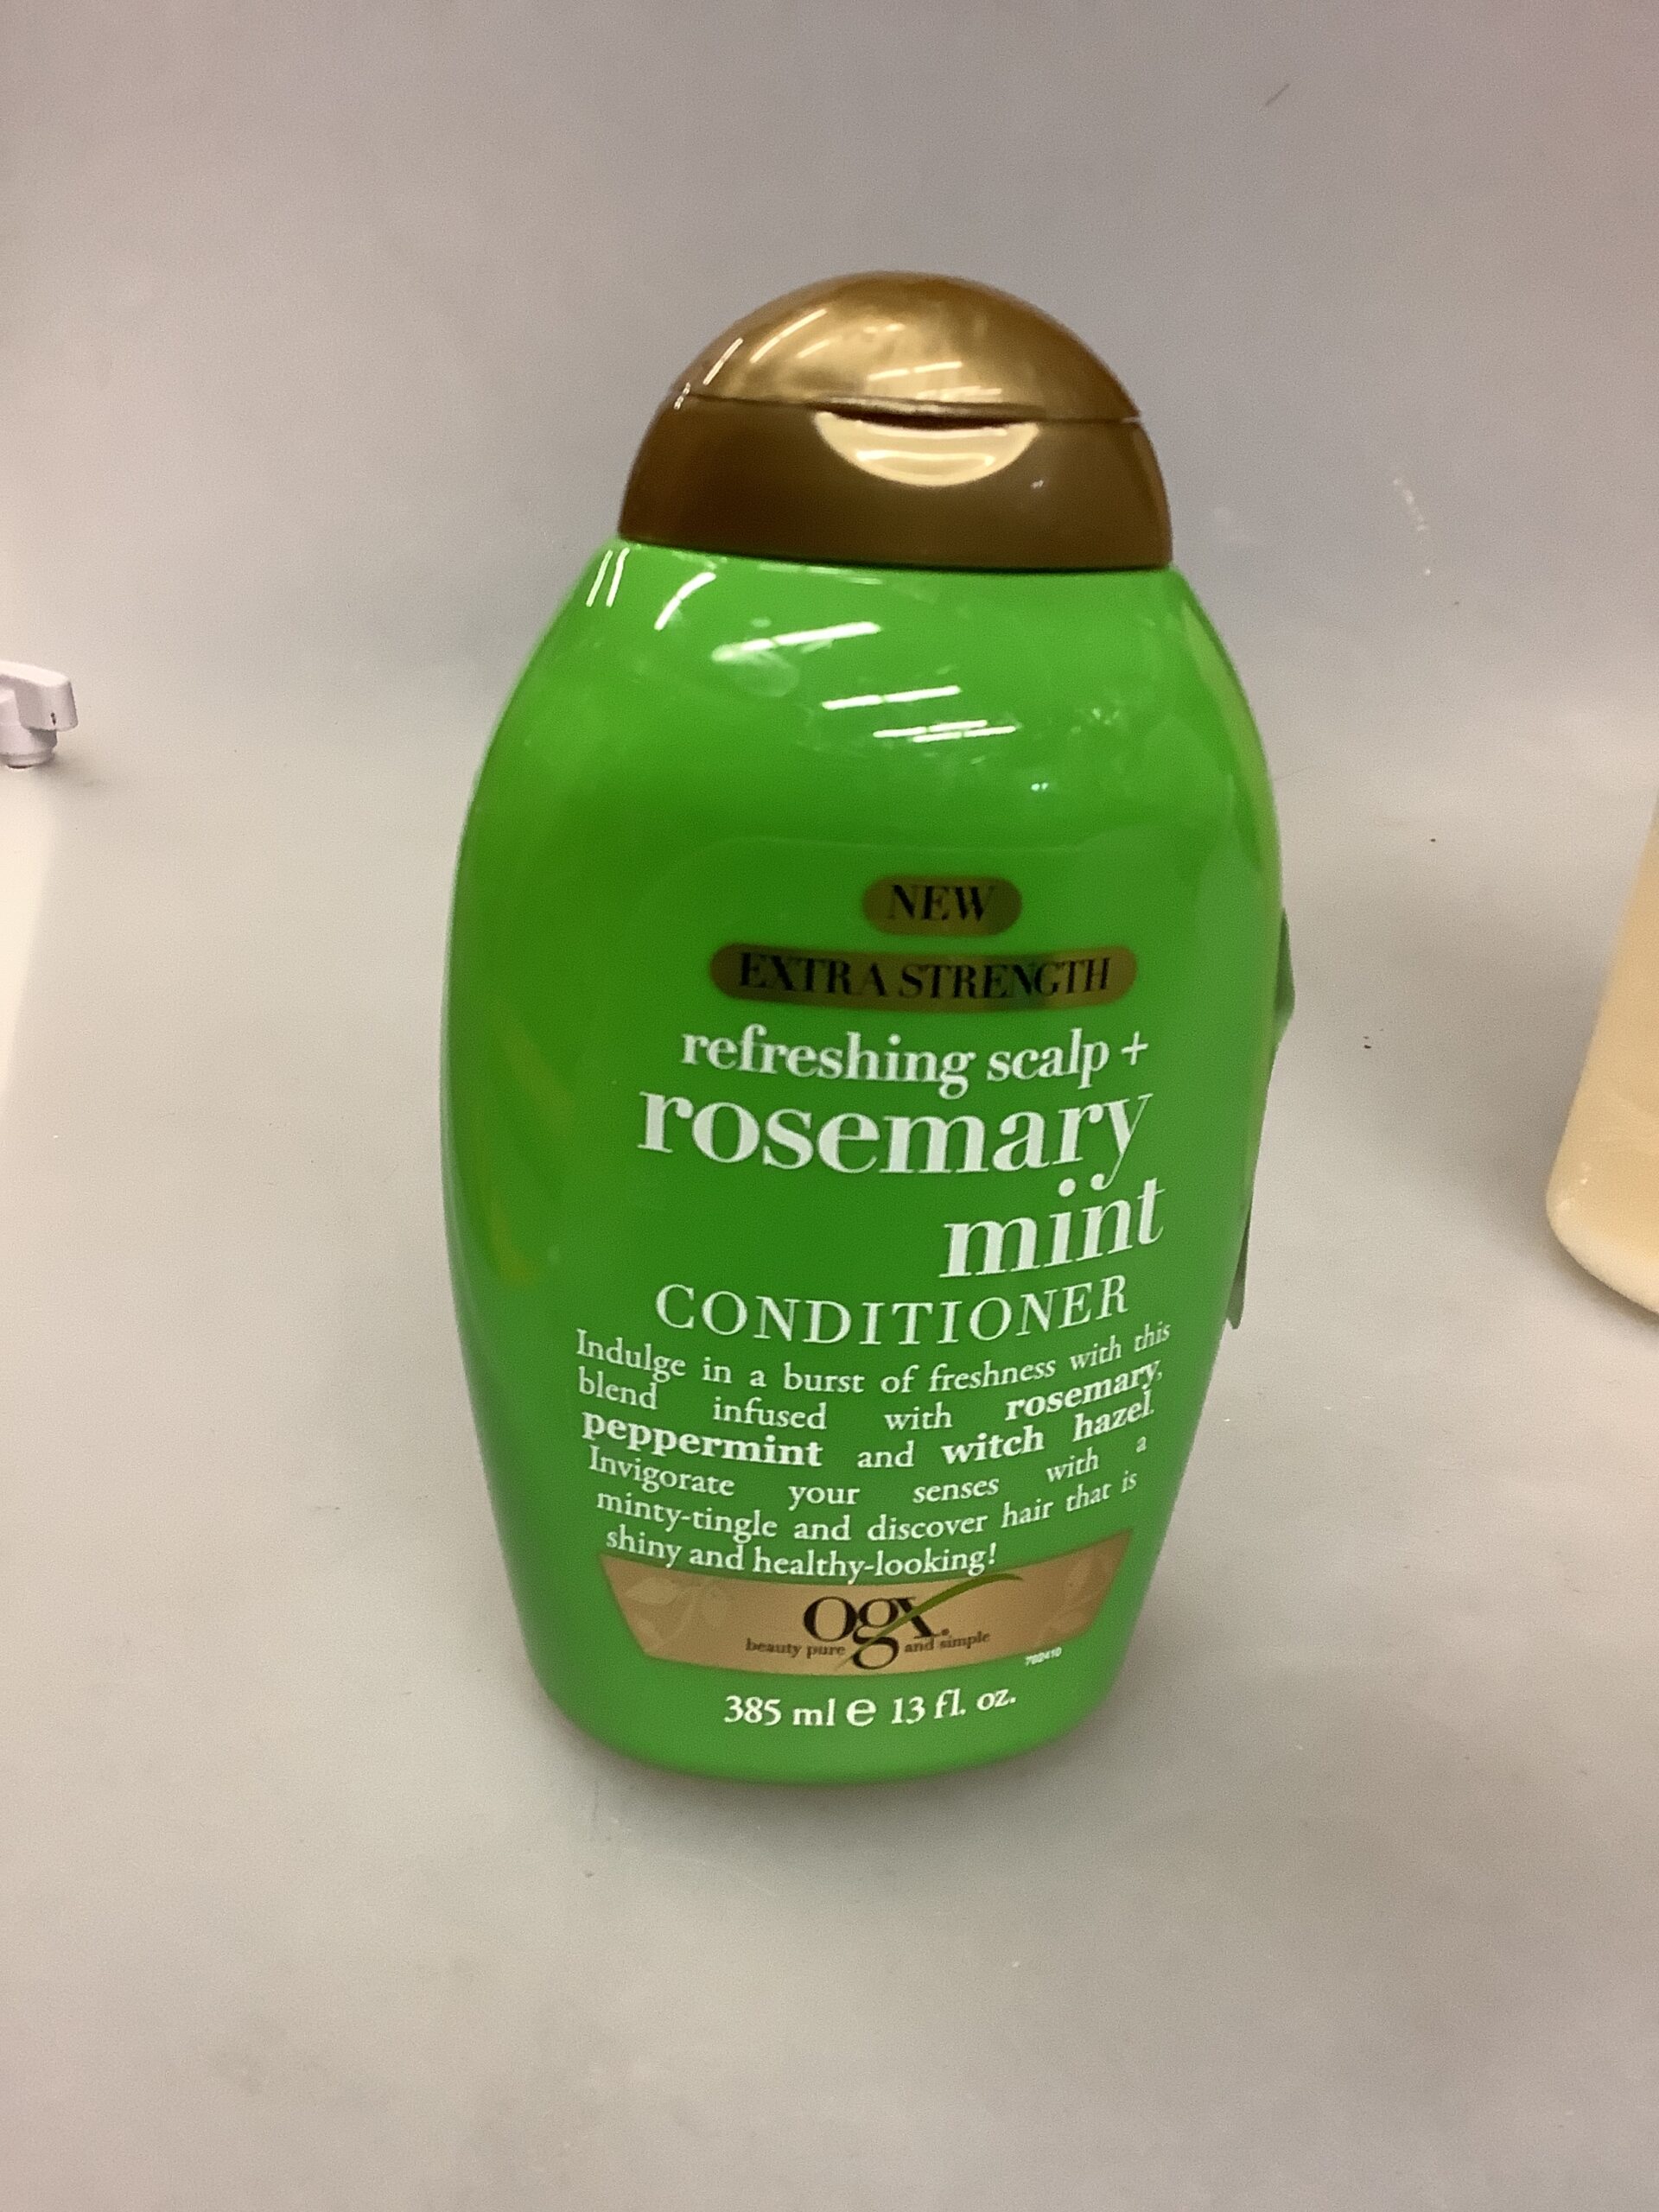 NEW
EXTRA STRENGTH
refreshing scalp +
rosemary
mint
CONDITIONER
Indulge in a burst of freshness with this
blend infused with rosemary,
peppermint and witch hazel.
Invigorate your senses with a
minty-tingle and discover hair that is
shiny and healthy-looking!
Ogx®
beauty pure and simple
702410
385 ml e 13 fl. oz.